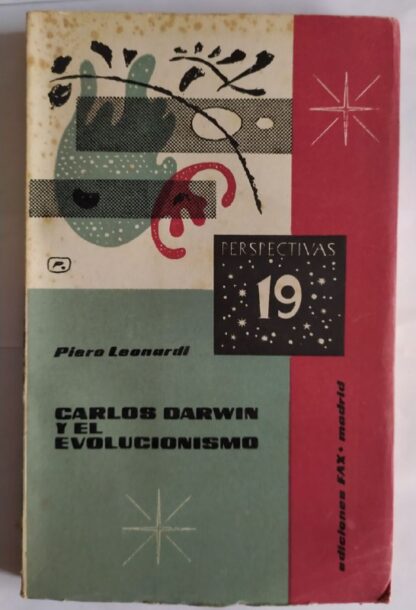 PERSPECTIVAS
19
Piero Leonardi
CARLOS DARWIN
Y EL
EVOLUCIONISMO
ediciones FAX • madrid
P.